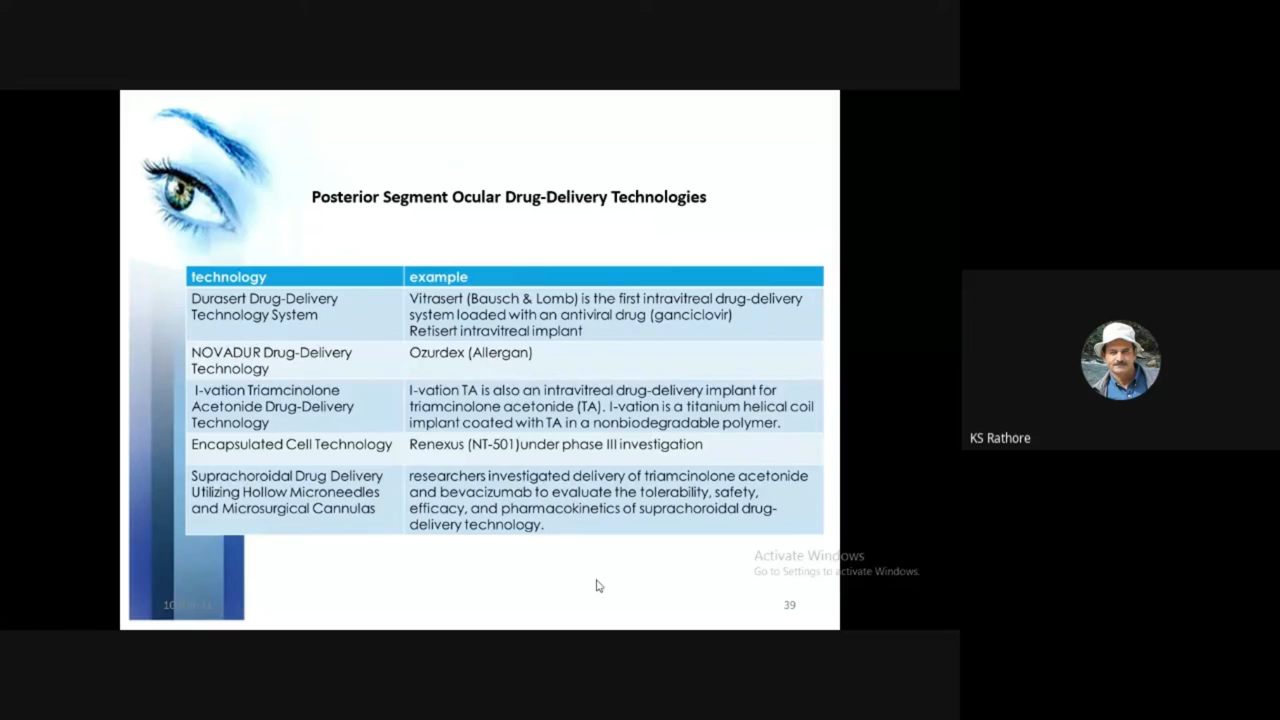 Posterior Segment Ocular Drug-Delivery Technologies
technology
example
Durasert Drug-Delivery
Technology System
Vitrasert (Bausch & Lomb) is the first intravitreal drug-delivery
system loaded with an antiviral drug (ganciclovir)
Retisert intravitreal implant
NOVADUR Drug-Delivery
Technology
Ozurdex (Allergan)
I-vation Triamcinolone
Acetonide Drug-Delivery
Technology
I-vation TA is also an intravitreal drug-delivery implant for
triamcinolone acetonide (TA). I-vation is a titanium helical coil
implant coated with TA in a nonbiodegradable polymer.
Encapsulated Cell Technology
Renexus (NT-501)under phase III investigation
Suprachoroidal Drug Delivery
Utilizing Hollow Microneedles
and Microsurgical Cannulas
researchers investigated delivery of triamcinolone acetonide
and bevacizumab to evaluate the tolerability, safety,
efficacy, and pharmacokinetics of suprachoroidal drug-
delivery technology.
KS Rathore
Activate Windows
Go to Settings to activate Windows.
39